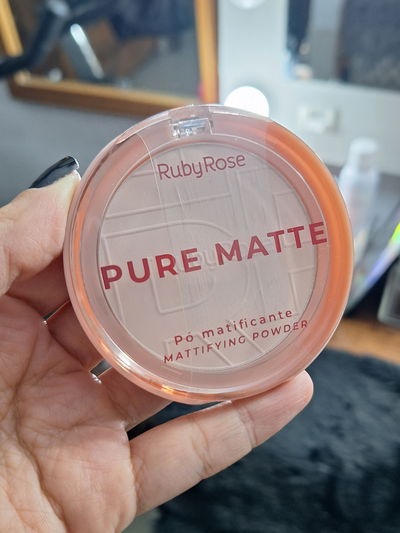 RubyRose
PURE MATTE
Pó matificante
MATTIFYING POWDER